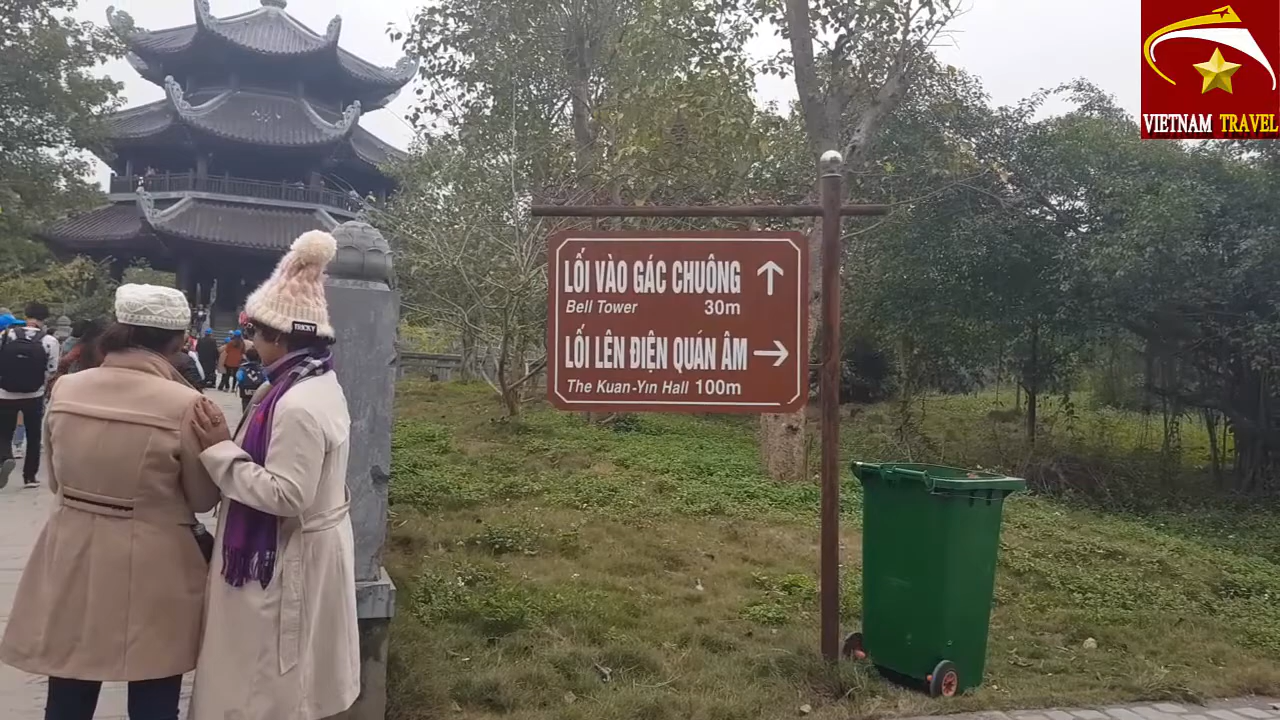 VIETNAM TRAVEL
LỐI VÀO GÁC CHUÔNG ↑
Bell Tower 30m
LỐI LÊN ĐIỆN QUÁN ÂM →
The Kuan-Yin Hall 100m
TRICKY